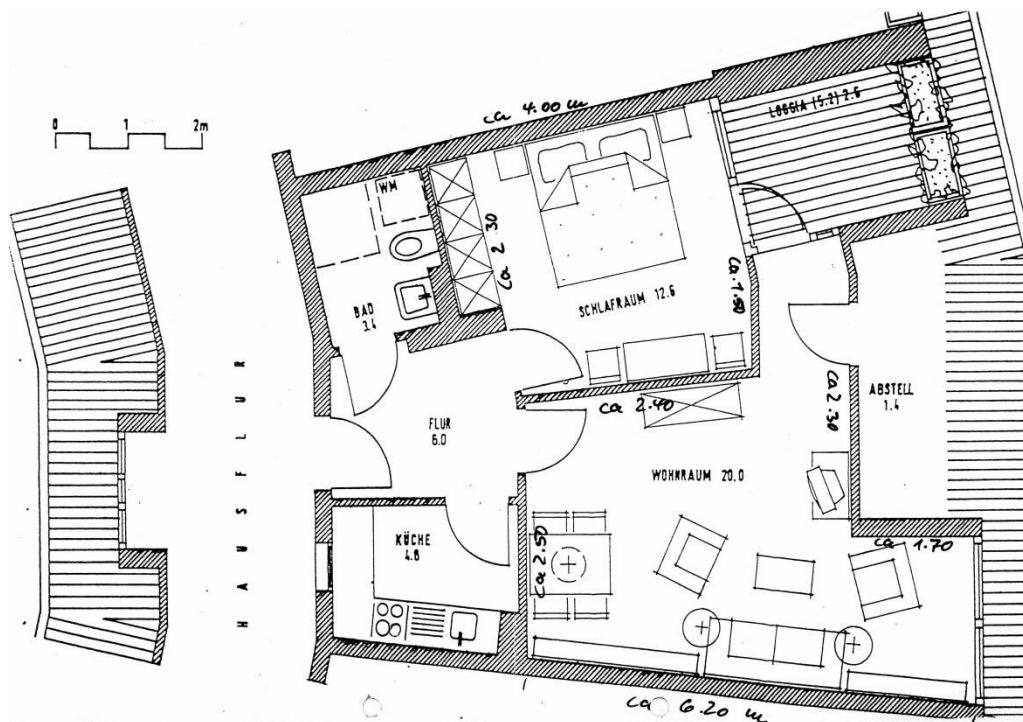 0 1 2m
ca 4.00 m
LOGGIA (5.2) 2.6
WM
ca 2 30
BAD
3.4
SCHLAFRAUM 12.6
ca. 1.50
HAUSFLUR
FLUR
6.0
ca 2.40
ca 2.30
ABSTELL
1.4
WOHNRAUM 20.0
KÜCHE
4.8
ca 2.50
ca 1.70
ca 6.20 m